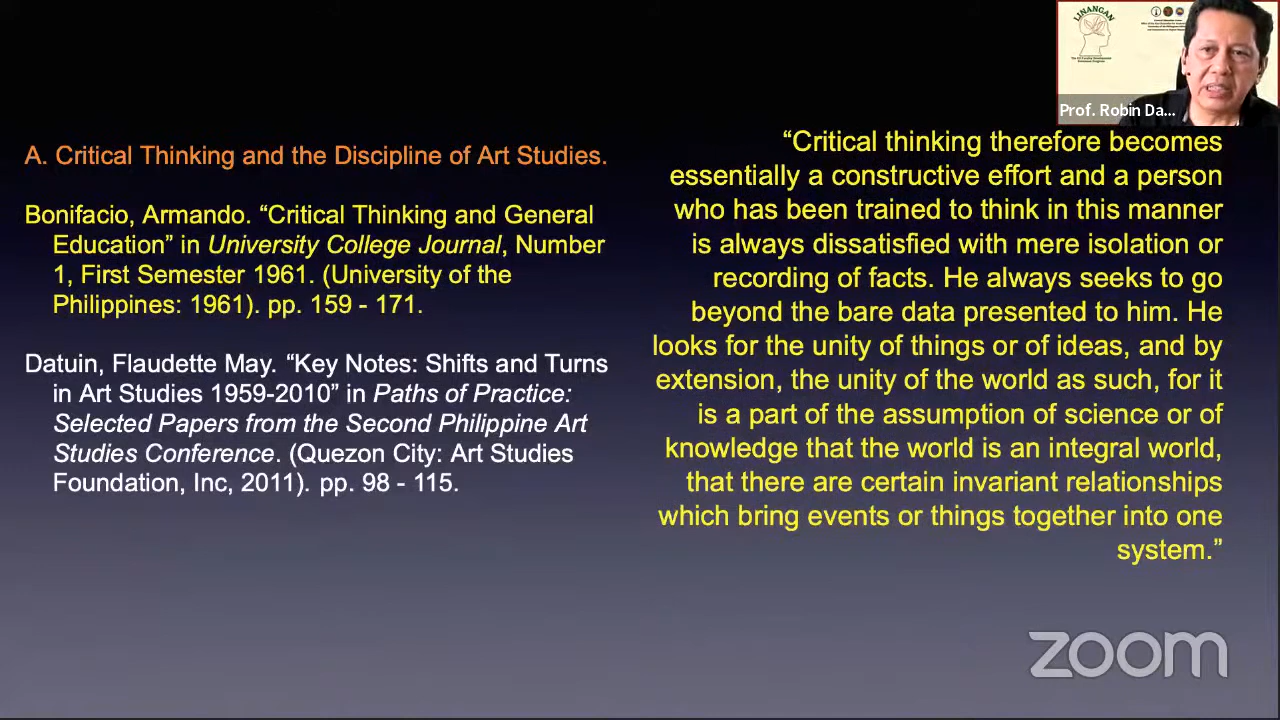 LINANGAN
Prof. Robin Da...
A. Critical Thinking and the Discipline of Art Studies.
Bonifacio, Armando. “Critical Thinking and General
Education” in University College Journal, Number
1, First Semester 1961. (University of the
Philippines: 1961). pp. 159 - 171.
Datuin, Flaudette May. “Key Notes: Shifts and Turns
in Art Studies 1959-2010” in Paths of Practice:
Selected Papers from the Second Philippine Art
Studies Conference. (Quezon City: Art Studies
Foundation, Inc, 2011). pp. 98 - 115.
“Critical thinking therefore becomes
essentially a constructive effort and a person
who has been trained to think in this manner
is always dissatisfied with mere isolation or
recording of facts. He always seeks to go
beyond the bare data presented to him. He
looks for the unity of things or of ideas, and by
extension, the unity of the world as such, for it
is a part of the assumption of science or of
knowledge that the world is an integral world,
that there are certain invariant relationships
which bring events or things together into one
system.”
zoom